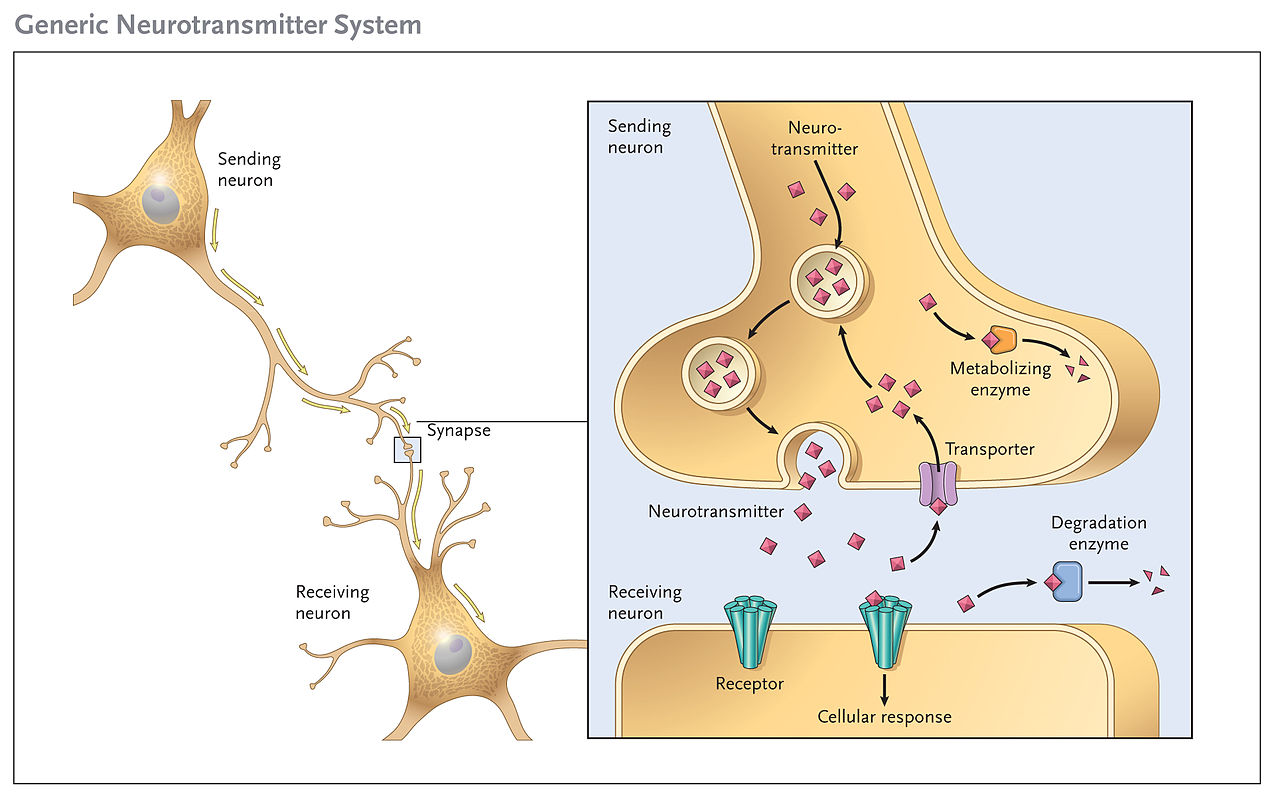 Generic Neurotransmitter System
Sending
neuron
Synapse
Receiving
neuron
Sending
neuron
Neuro-
transmitter
Metabolizing
enzyme
Transporter
Neurotransmitter
Degradation
enzyme
Receiving
neuron
Receptor
Cellular response